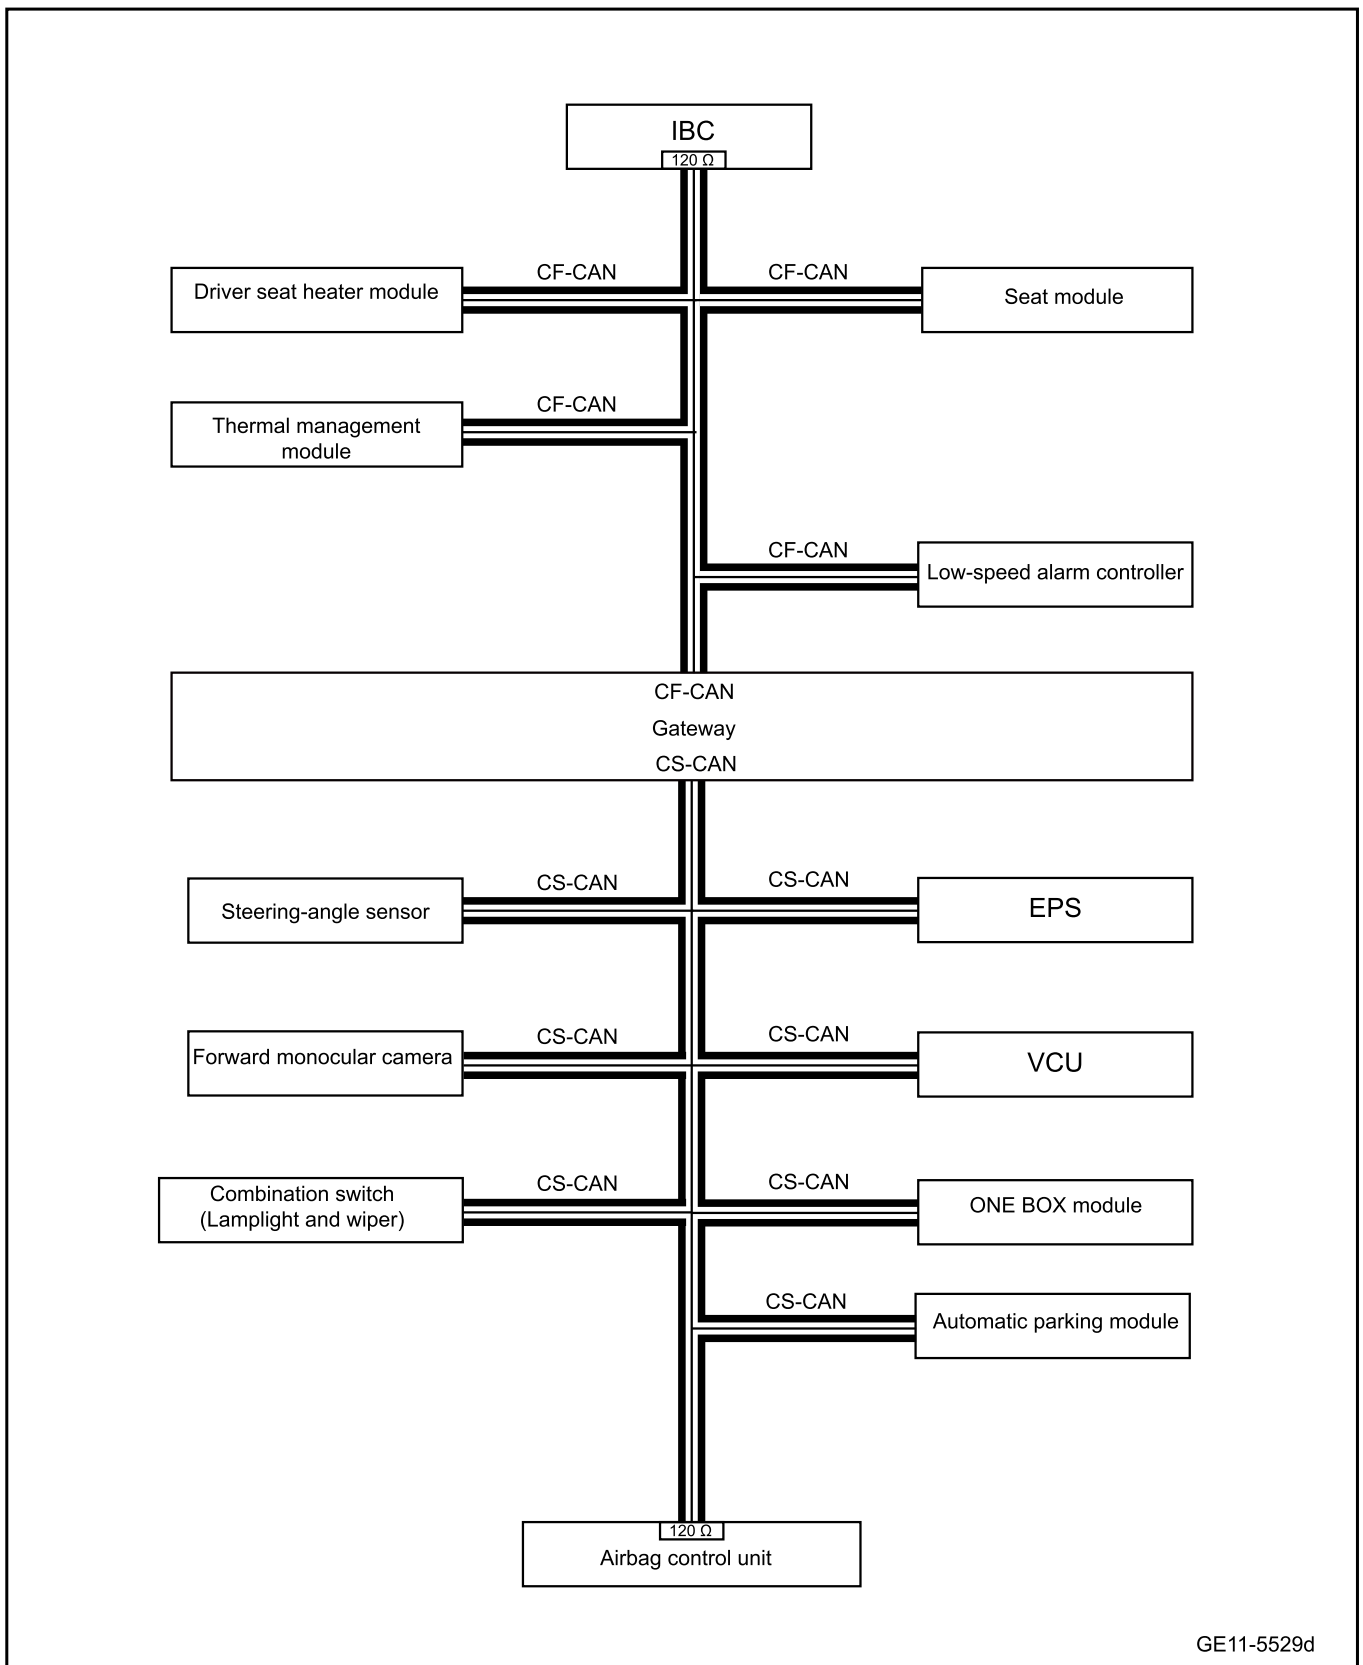 IBC
120 Ω
CF-CAN
CF-CAN
Driver seat heater module
Seat module
CF-CAN
Thermal management
module
CF-CAN
Low-speed alarm controller
CF-CAN
Gateway
CS-CAN
CS-CAN
CS-CAN
Steering-angle sensor
EPS
CS-CAN
CS-CAN
Forward monocular camera
VCU
CS-CAN
CS-CAN
Combination switch
(Lamplight and wiper)
ONE BOX module
CS-CAN
Automatic parking module
120 Ω
Airbag control unit
GE11-5529d